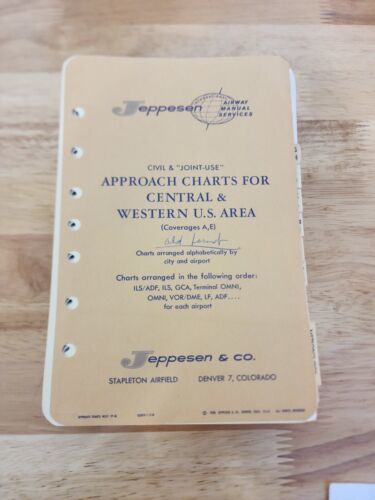 Jeppesen
AIRWAY
MANUAL
SERVICES
CIVIL & "JOINT-USE"
APPROACH CHARTS FOR
CENTRAL &
WESTERN U.S. AREA
(Coverages A,E)
Old format
Charts arranged alphabetically by
city and airport
Charts arranged in the following order:
ILS/ADF, ILS, GCA, Terminal OMNI,
OMNI, VOR/DME, LF, ADF....
for each airport
Jeppesen & CO.
STAPLETON AIRFIELD DENVER 7, COLORADO